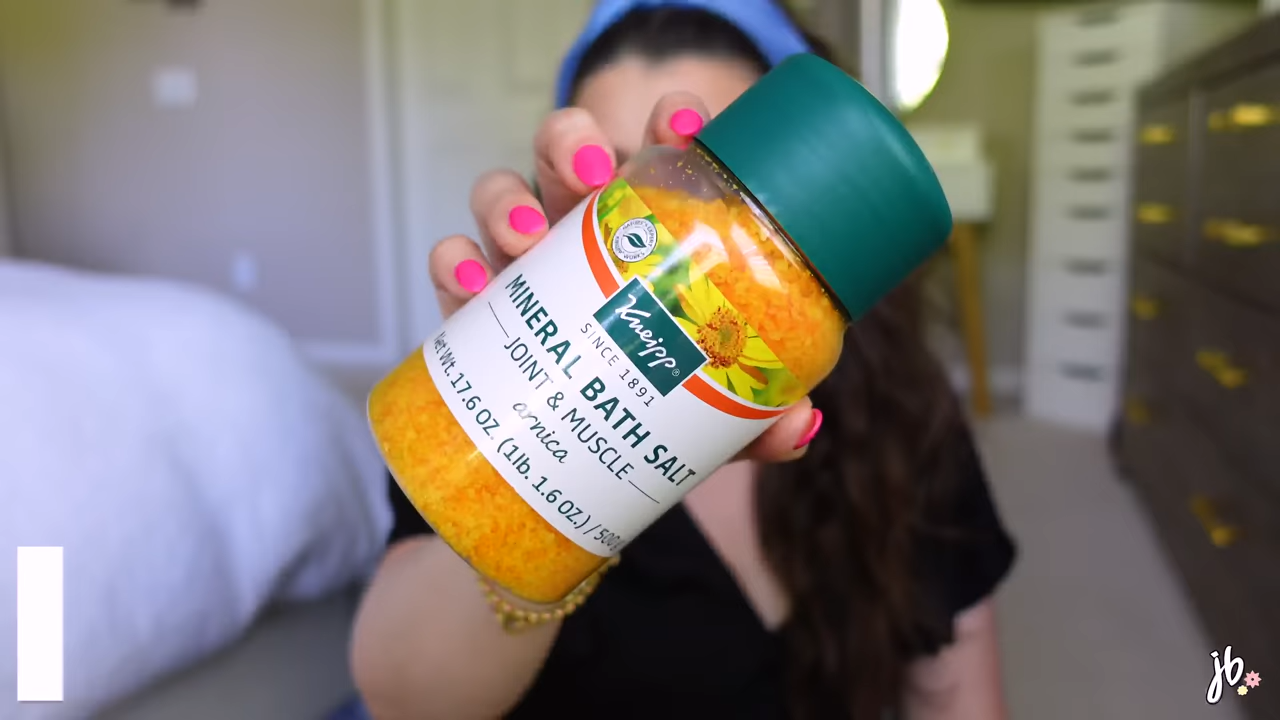 Kneipp®
SINCE 1891
MINERAL BATH SALT
JOINT & MUSCLE
arnica
Net Wt. 17.6 OZ. (1lb. 1.6 OZ.) / 500g
jb